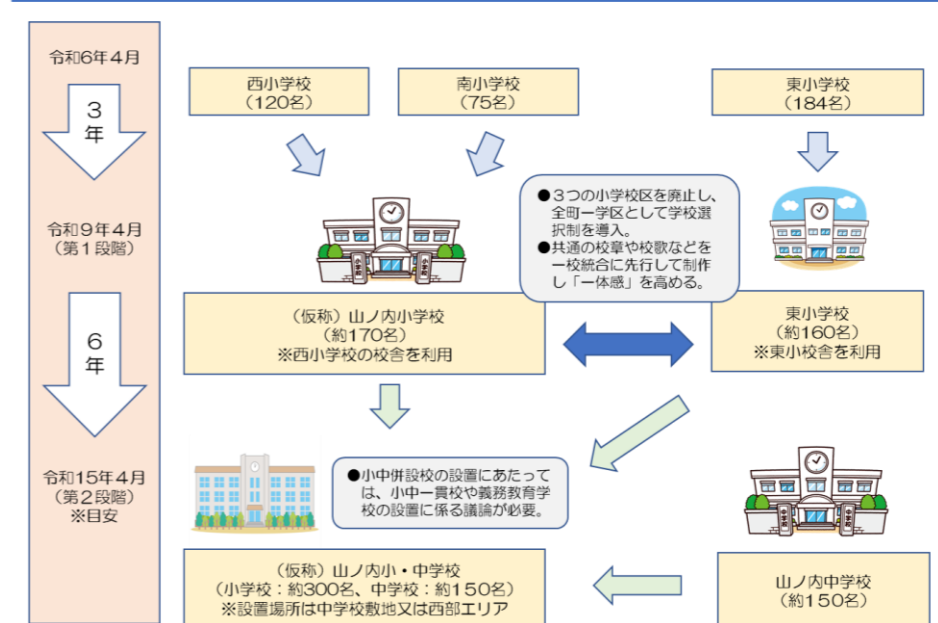 令和6年4月
3
年
令和9年4月
(第1段階)
6
年
令和15年4月
(第2段階)
※目安
西小学校
(120名)
南小学校
(75名)
東小学校
(184名)
●3つの小学校区を廃止し、
全町一学区として学校選
択制を導入。
●共通の校章や校歌などを
一校統合に先行して制作
し「一体感」を高める。
小学校
小学校
(仮称)山ノ内小学校
(約170名)
※西小学校の校舎を利用
東小学校
(約160名)
※東小校舎を利用
●小中併設校の設置にあたって
は、小中一貫校や義務教育学
校の設置に係る議論が必要。
(仮称)山ノ内小・中学校
(小学校:約300名、中学校:約150名)
※設置場所は中学校敷地又は西部エリア
小学校
小学校
山ノ内中学校
(約150名)